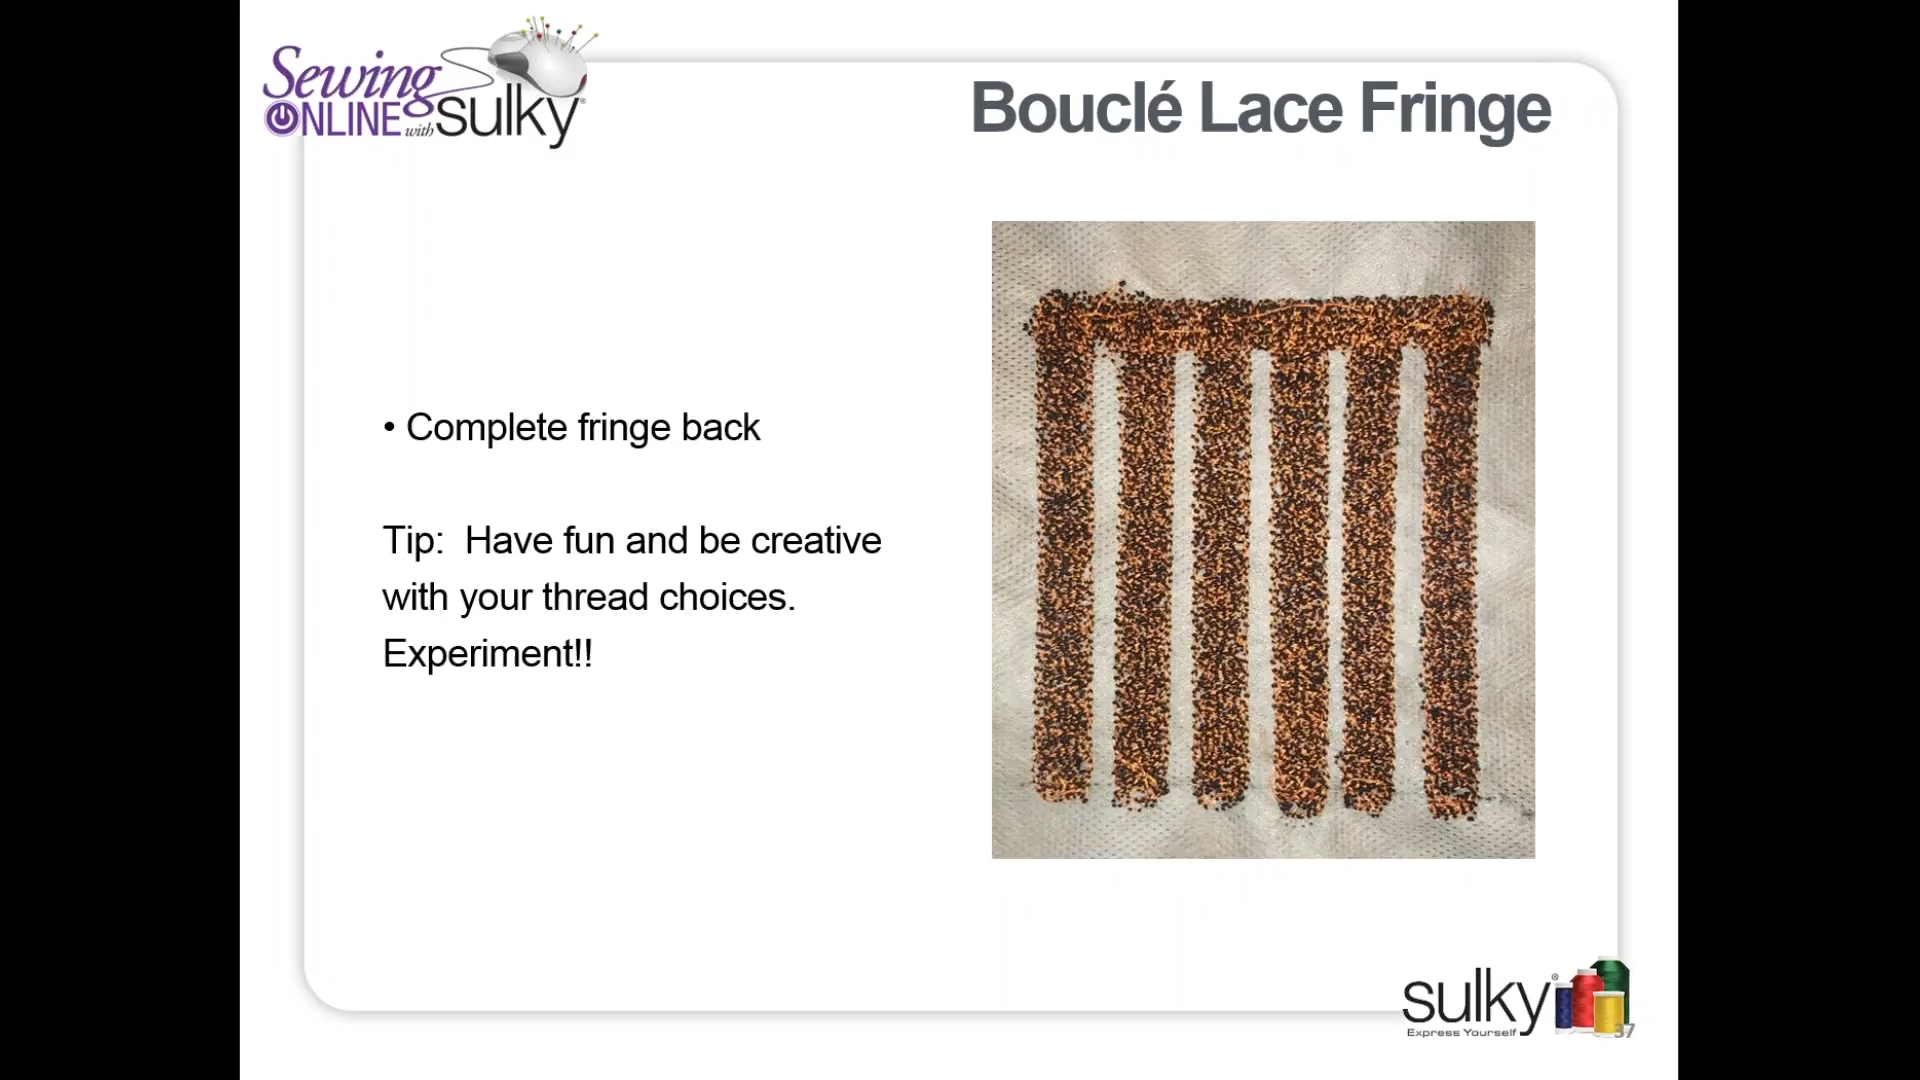 Sewing
ONLINE with sulky®
Bouclé Lace Fringe
• Complete fringe back
Tip:  Have fun and be creative
with your thread choices.
Experiment!!
sulky®
Express Yourself
37